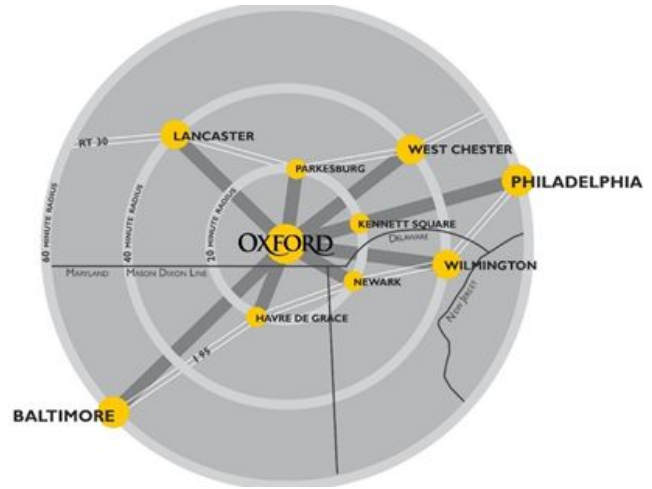 LANCASTER
RT 30
WEST CHESTER
PARKESBURG
PHILADELPHIA
60 MINUTE RADIUS
40 MINUTE RADIUS
20 MINUTE RADIUS
KENNETT SQUARE
OXFORD
DELAWARE
MARYLAND
MASON DIXON LINE
WILMINGTON
NEWARK
NEW JERSEY
HAVRE DE GRACE
I-95
BALTIMORE